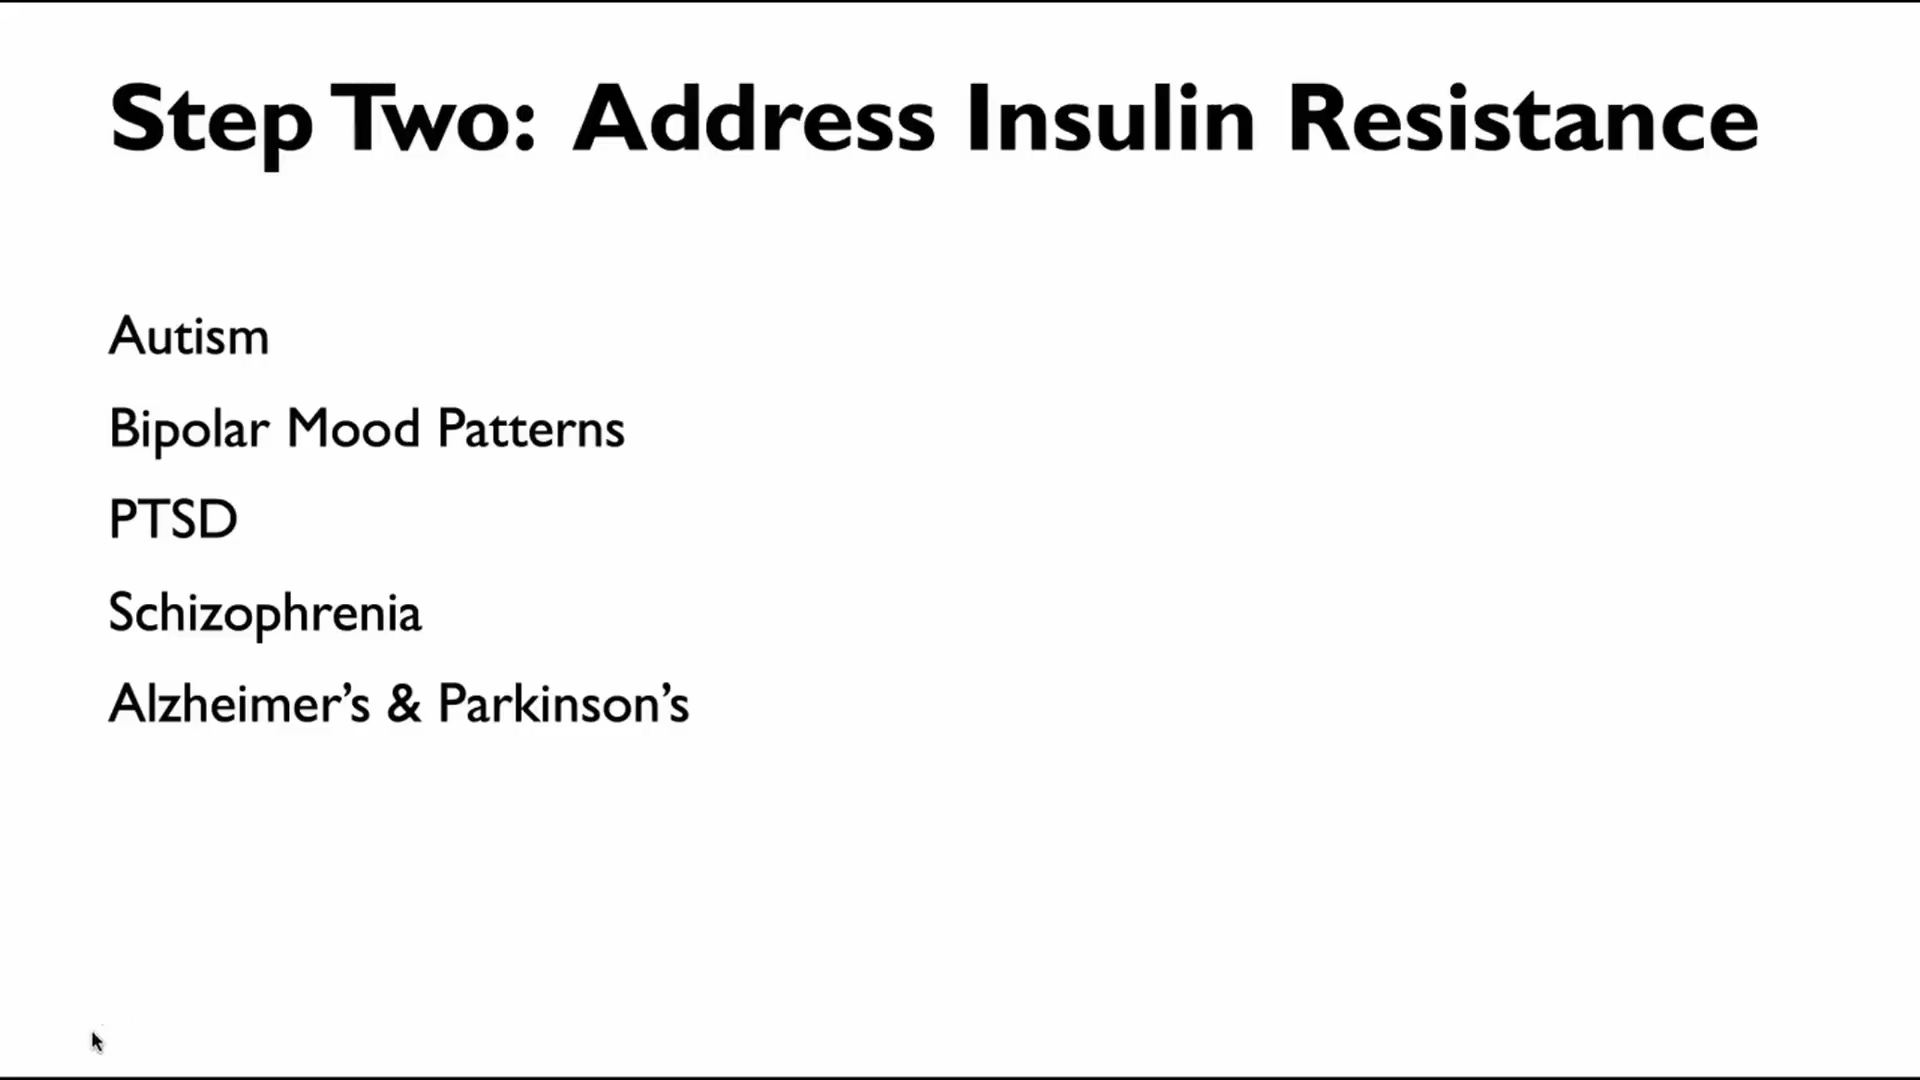 Step Two: Address Insulin Resistance
Autism
Bipolar Mood Patterns
PTSD
Schizophrenia
Alzheimer’s & Parkinson’s